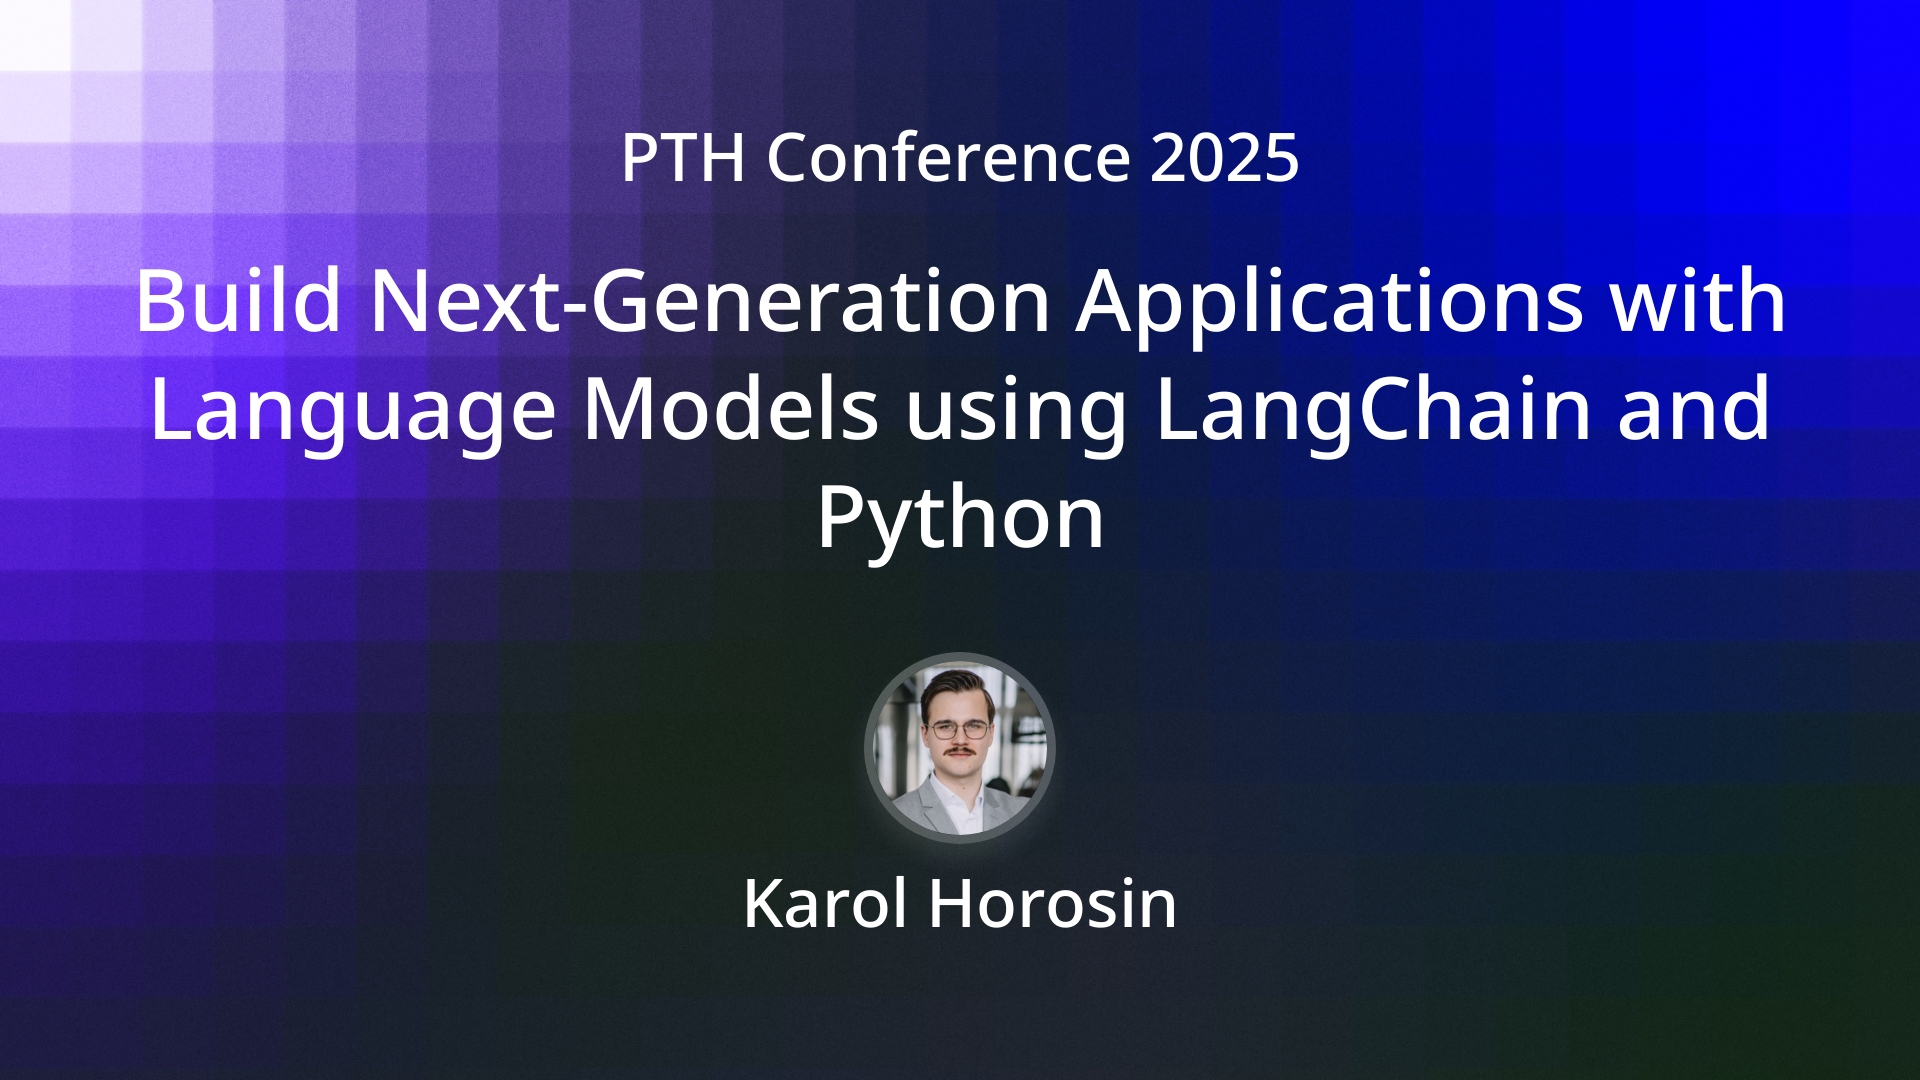 PTH Conference 2025
Build Next-Generation Applications with
Language Models using LangChain and
Python
Karol Horosin